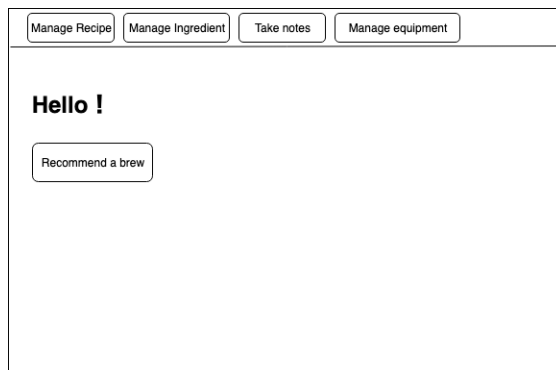 Manage Recipe Manage Ingredient Take notes Manage equipment
Hello !
Recommend a brew